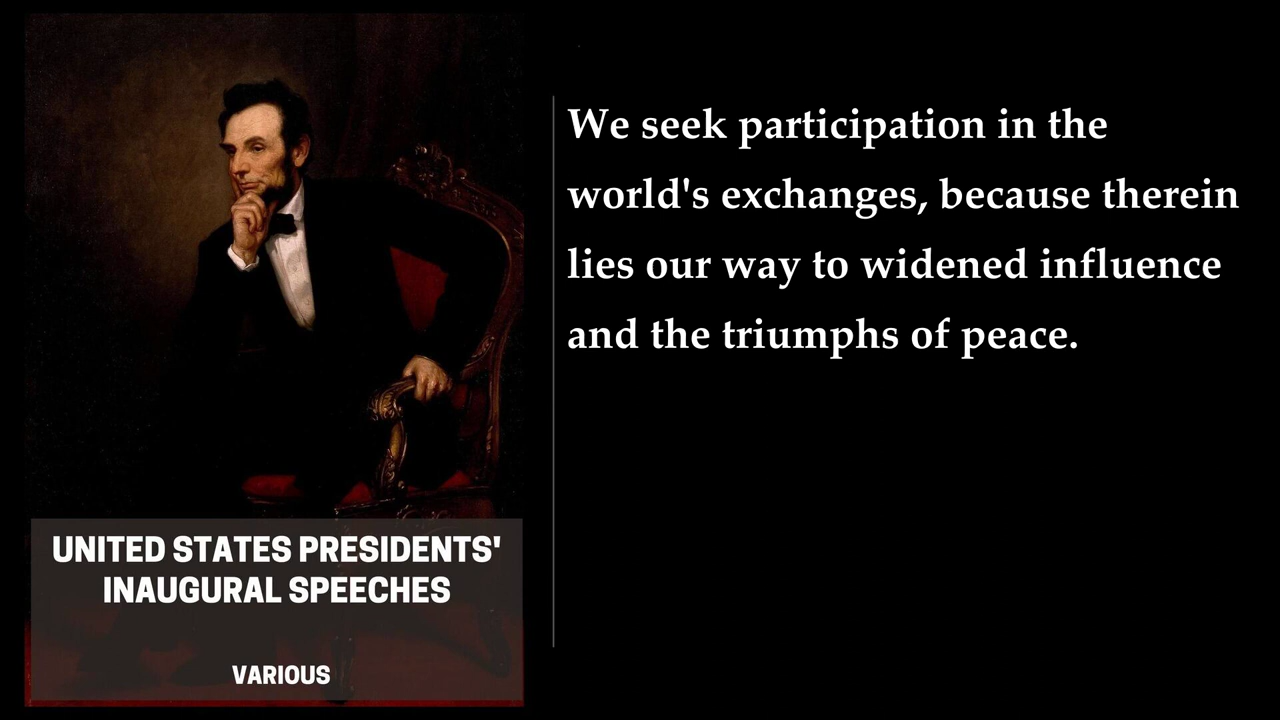 We seek participation in the
world's exchanges, because therein
lies our way to widened influence
and the triumphs of peace.
UNITED STATES PRESIDENTS'
INAUGURAL SPEECHES
VARIOUS